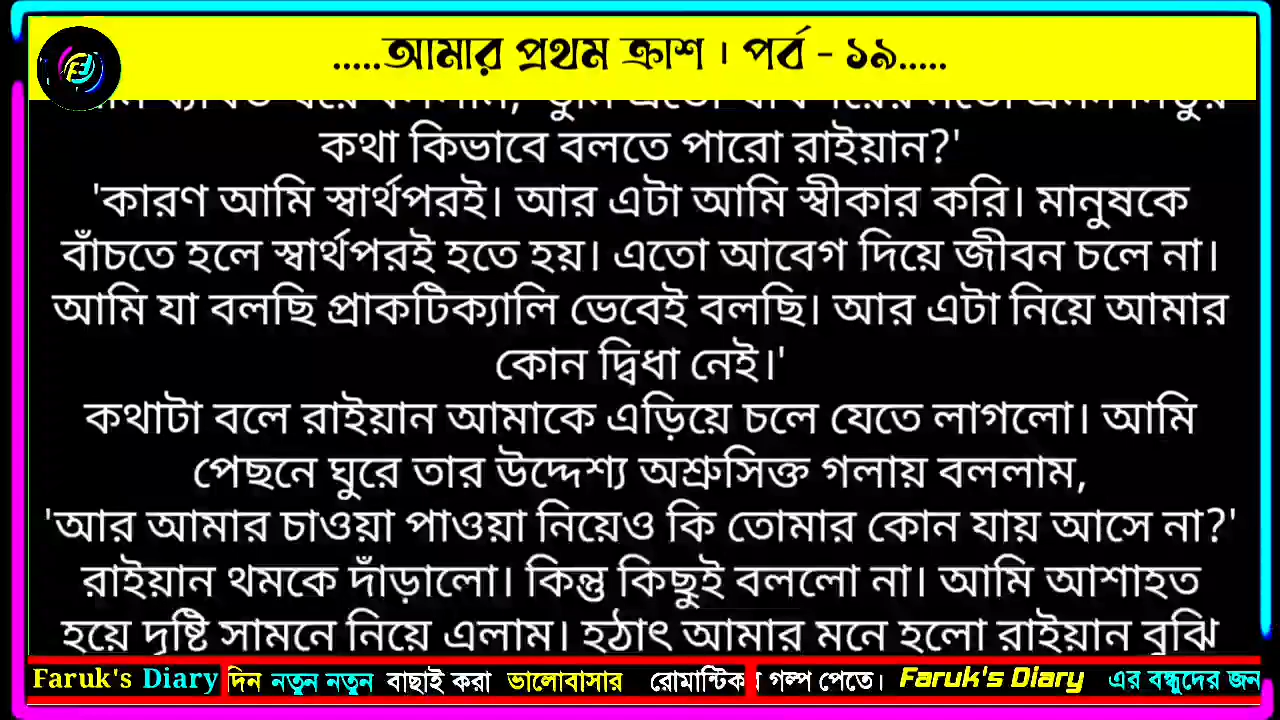 .....আমার প্রথম ক্রাশ । পর্ব - ১৯.....
কথা কিভাবে বলতে পারো রাইয়ান?'
'কারণ আমি স্বার্থপরই। আর এটা আমি স্বীকার করি। মানুষকে
বাঁচতে হলে স্বার্থপরই হতে হয়। এতো আবেগ দিয়ে জীবন চলে না।
আমি যা বলছি প্রাকটিক্যালি ভেবেই বলছি। আর এটা নিয়ে আমার
কোন দ্বিধা নেই।'
কথাটা বলে রাইয়ান আমাকে এড়িয়ে চলে যেতে লাগলো। আমি
পেছনে ঘুরে তার উদ্দেশ্য অশ্রুসিক্ত গলায় বললাম,
'আর আমার চাওয়া পাওয়া নিয়েও কি তোমার কোন যায় আসে না?'
রাইয়ান থমকে দাঁড়ালো। কিন্তু কিছুই বললো না। আমি আশাহত
হয়ে দৃষ্টি সামনে নিয়ে এলাম। হঠাৎ আমার মনে হলো রাইয়ান বুঝি
Faruk's Diary দিন নতুন নতুন বাছাই করা ভালোবাসার রোমান্টিক গল্প পেতে। Faruk's Diary এর বন্ধুদের জন